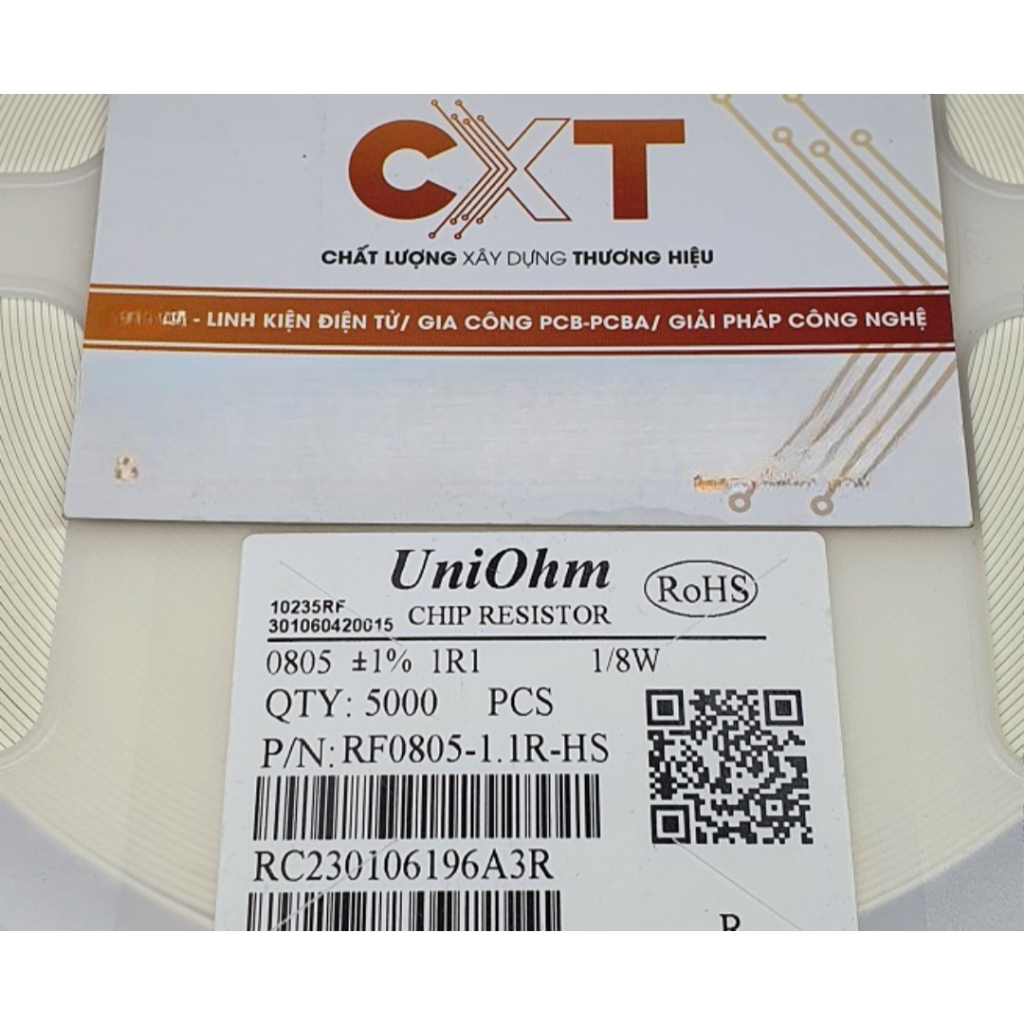 CXT
CHẤT LƯỢNG XÂY DỰNG THƯƠNG HIỆU
- LINH KIỆN ĐIỆN TỬ/ GIA CÔNG PCB-PCBA/ GIẢI PHÁP CÔNG NGHỆ
UniOhm
RoHS
10235RF
301060420015 CHIP RESISTOR
0805 ±1% 1R1 1/8W
QTY: 5000 PCS
P/N: RF0805-1.1R-HS
RC230106196A3R
R